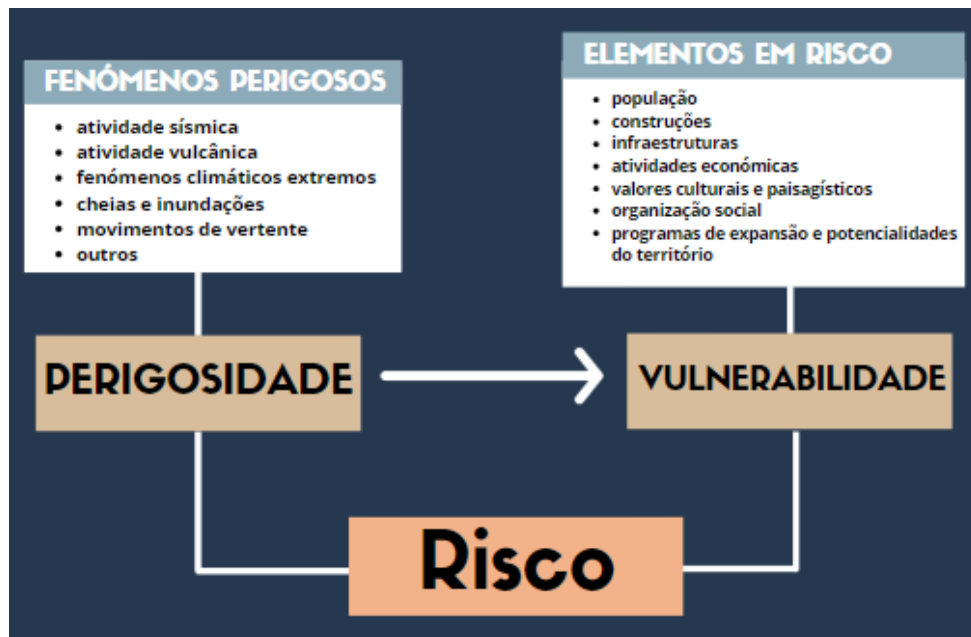 FENÓMENOS PERIGOSOS
• atividade sísmica
• atividade vulcânica
• fenómenos climáticos extremos
• cheias e inundações
• movimentos de vertente
• outros
ELEMENTOS EM RISCO
• população
• construções
• infraestruturas
• atividades económicas
• valores culturais e paisagísticos
• organização social
• programas de expansão e potencialidades
do território
PERIGOSIDADE
VULNERABILIDADE
Risco